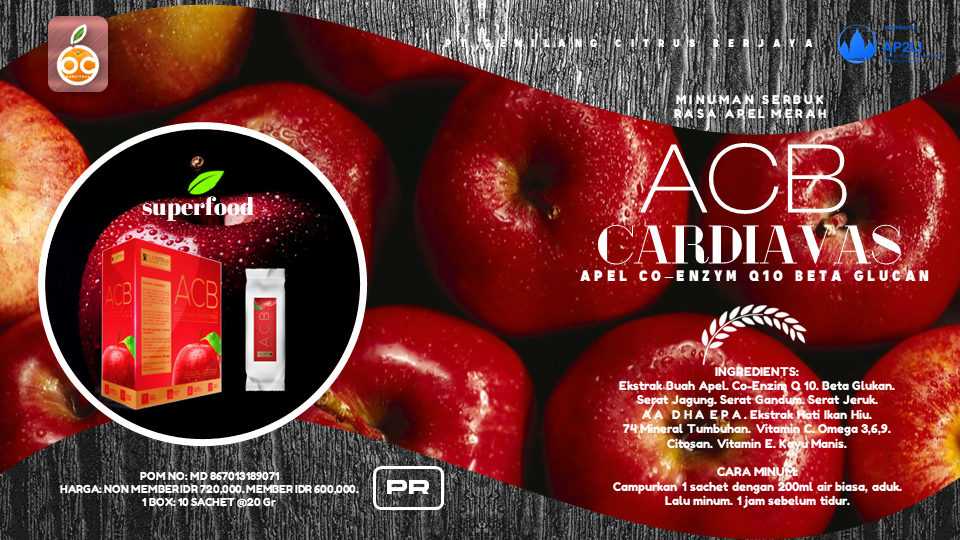 GEMILANG CITRUS BERJAYA
AP2LI
OC
MINUMAN SERBUK
RASA APEL MERAH
ACB
CARDIAVAS
APEL CO-ENZYM Q10 BETA GLUCAN
superfood
ACB
ACB
ACB
INGREDIENTS:
Ekstrak Buah Apel. Co-Enzim Q 10. Beta Glukan.
Serat Jagung. Serat Gandum. Serat Jeruk.
A A D H A E P A . Ekstrak Hati Ikan Hiu.
74 Mineral Tumbuhan. Vitamin C. Omega 3,6,9.
Citosan. Vitamin E. Kayu Manis.
CARA MINUM:
Campurkan 1 sachet dengan 200ml air biasa, aduk.
Lalu minum. 1 jam sebelum tidur.
POM NO: MD 867013189071
HARGA: NON MEMBER IDR 720,000. MEMBER IDR 600,000.
1 BOX: 10 SACHET @20 Gr
PR